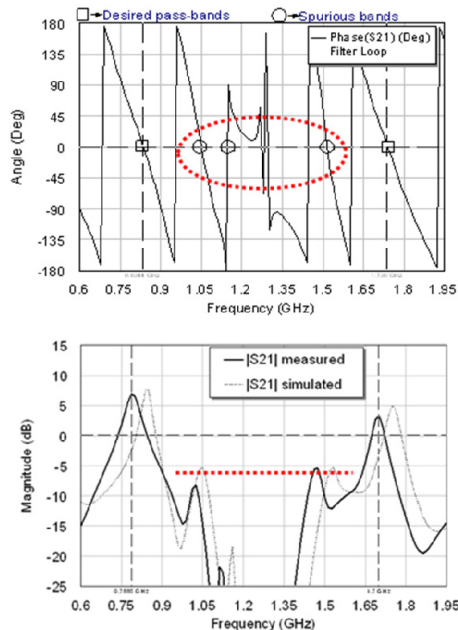 Desired pass-bands Spurious bands
Phase(S21) (Deg)
Filter Loop
Angle (Deg)
180
135
90
45
0
-45
-90
-135
-180
0.6 0.75 0.9 1.05 1.2 1.35 1.5 1.65 1.8 1.95
Frequency (GHz)
|S21| measured
|S21| simulated
Magnitude (dB)
15
10
5
0
-5
-10
-15
-20
-25
0.6 0.75 0.9 1.05 1.2 1.35 1.5 1.65 1.8 1.95
Frequency (GHz)